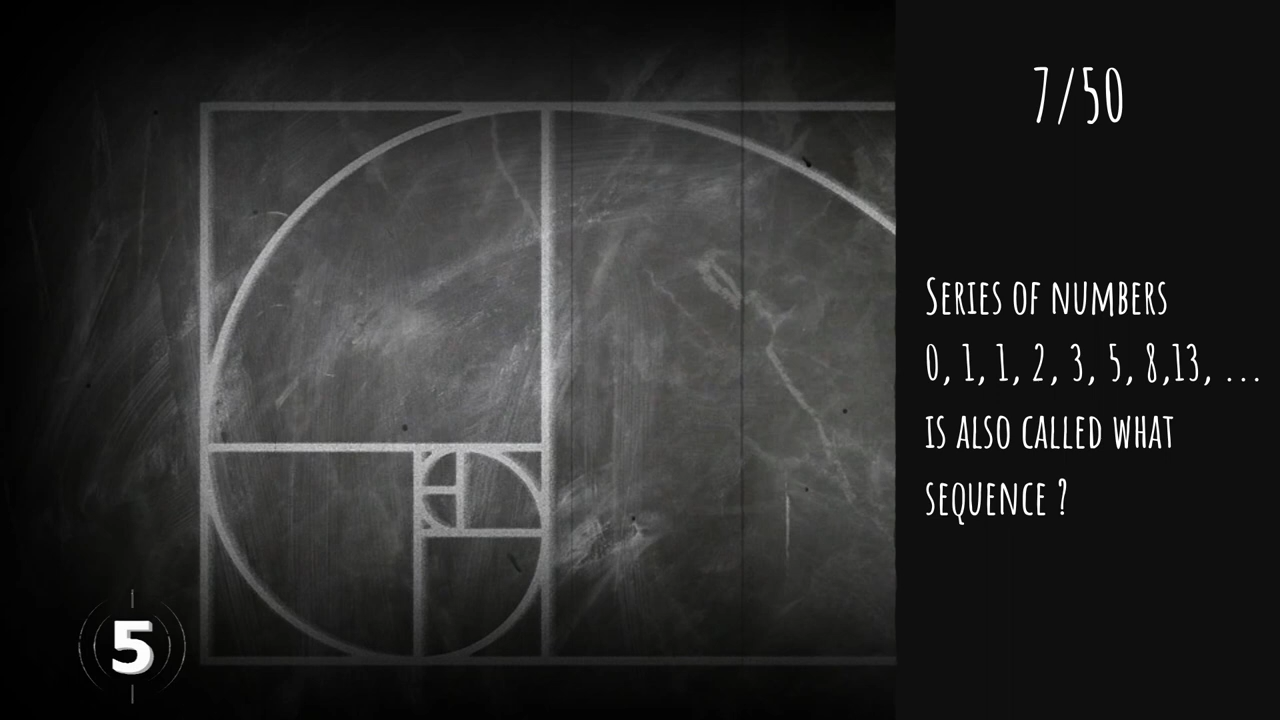 7/50
Series of numbers
0, 1, 1, 2, 3, 5, 8,13, ...
is also called what
sequence ?
5